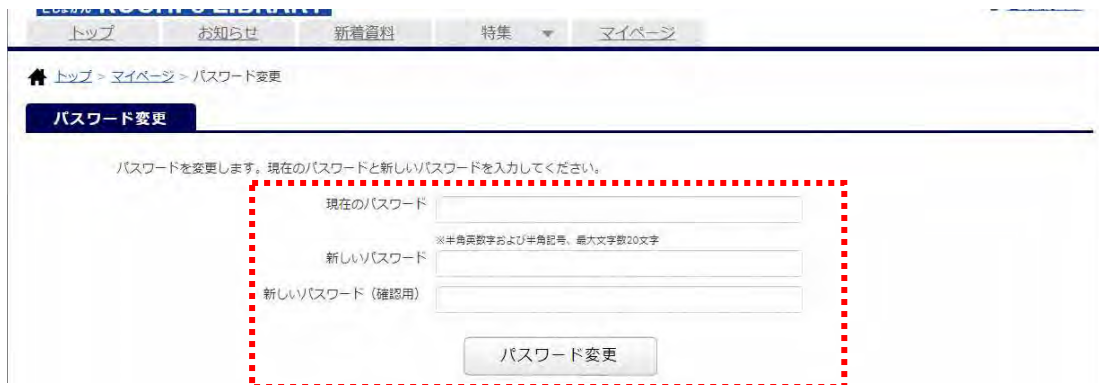 トップ お知らせ 新着資料 特集 ▼ マイページ
トップ > マイページ > パスワード変更
パスワード変更
パスワードを変更します。現在のパスワードと新しいパスワードを入力してください。
現在のパスワード
※半角英数字および半角記号、最大文字数20文字
新しいパスワード
新しいパスワード（確認用）
パスワード変更